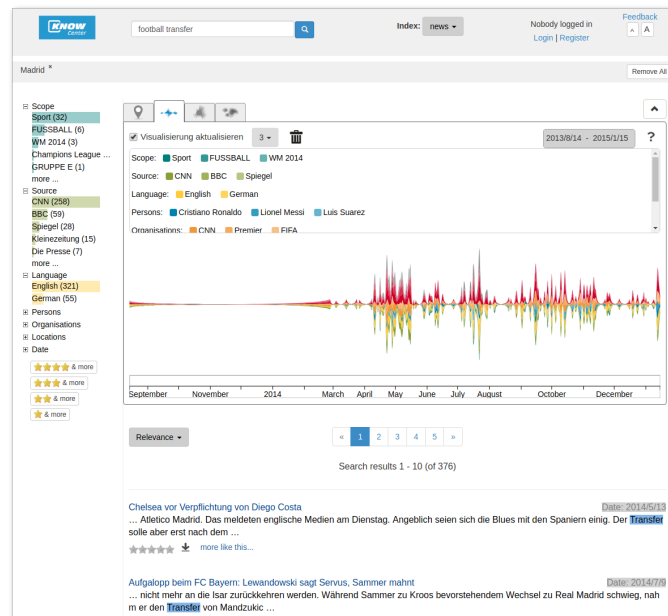 KNOW
Center
football transfer
Index:
news
Nobody logged in
Login | Register
Feedback
A A
Madrid x
Remove All
Scope
Sport (32)
FUSSBALL (6)
WM 2014 (3)
Champions League ...
GRUPPE E (1)
more ...
Source
CNN (258)
BBC (59)
Spiegel (28)
Kleinezeitung (15)
Die Presse (7)
more ...
Language
English (321)
German (55)
Persons
Organisations
Locations
Date
& more
& more
& more
& more
Visualisierung aktualisieren
3
2013/8/14 - 2015/1/15
?
Scope: Sport FUSSBALL WM 2014
Source: CNN BBC Spiegel
Language: English German
Persons: Cristiano Ronaldo Lionel Messi Luis Suarez
Organisations: CNN Premier FIFA
September November 2014 March April May June July August October December
Relevance
« 1 2 3 4 5 »
Search results 1 - 10 (of 376)
Chelsea vor Verpflichtung von Diego Costa
Date: 2014/5/13
... Atletico Madrid. Das meldeten englische Medien am Dienstag. Angeblich seien sich die Blues mit den Spaniern einig. Der Transfer
solle aber erst nach dem ...
more like this...
Aufgalopp beim FC Bayern: Lewandowski sagt Servus, Sammer mahnt
Date: 2014/7/9
... nicht mehr an die Isar zurückkehren werden. Während Sammer zu Kroos bevorstehendem Wechsel zu Real Madrid schwieg, nah
m er den Transfer von Mandzukic ...